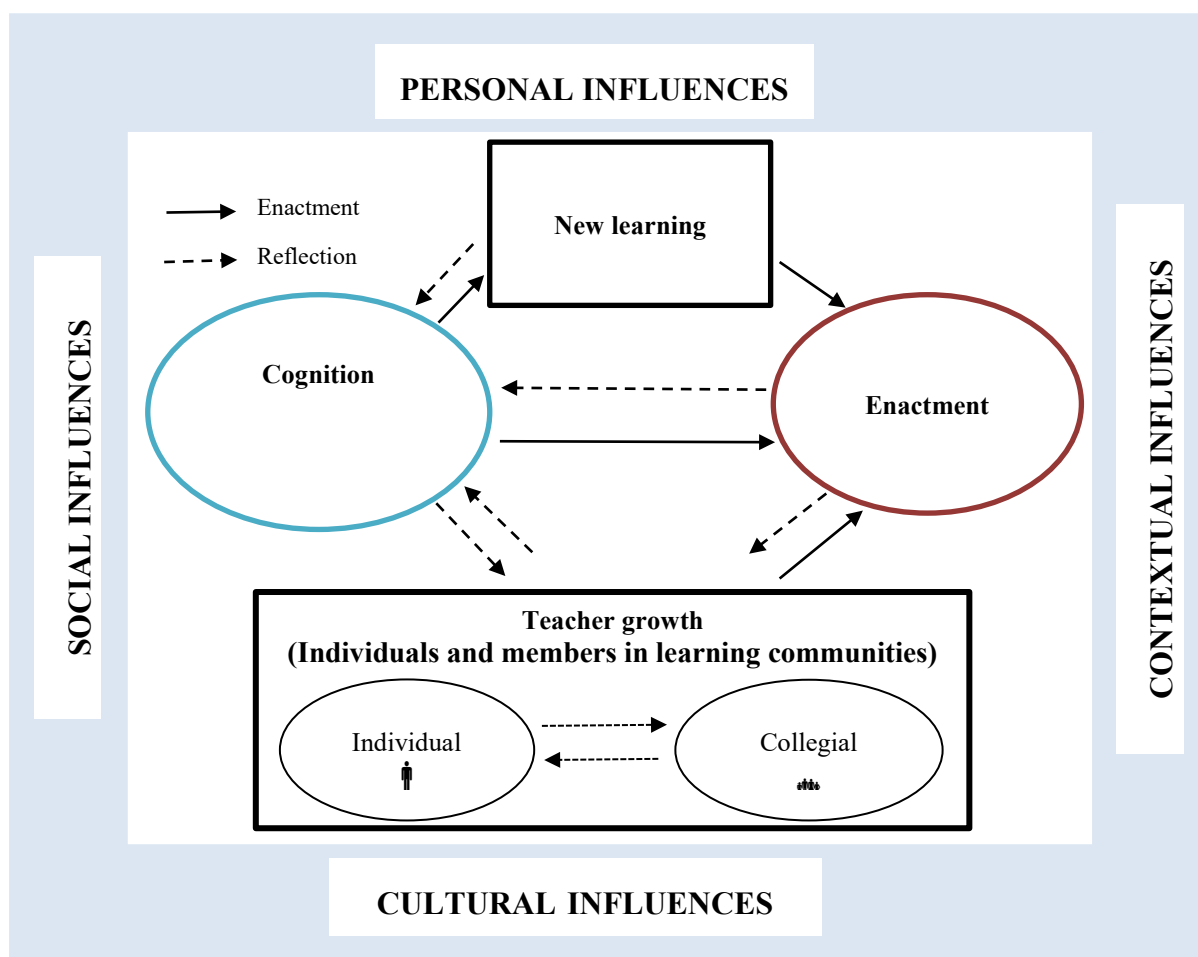 PERSONAL INFLUENCES
Enactment
Reflection
New learning
SOCIAL INFLUENCES
Cognition
Enactment
CONTEXTUAL INFLUENCES
Teacher growth
(Individuals and members in learning communities)
Individual
Collegial
CULTURAL INFLUENCES